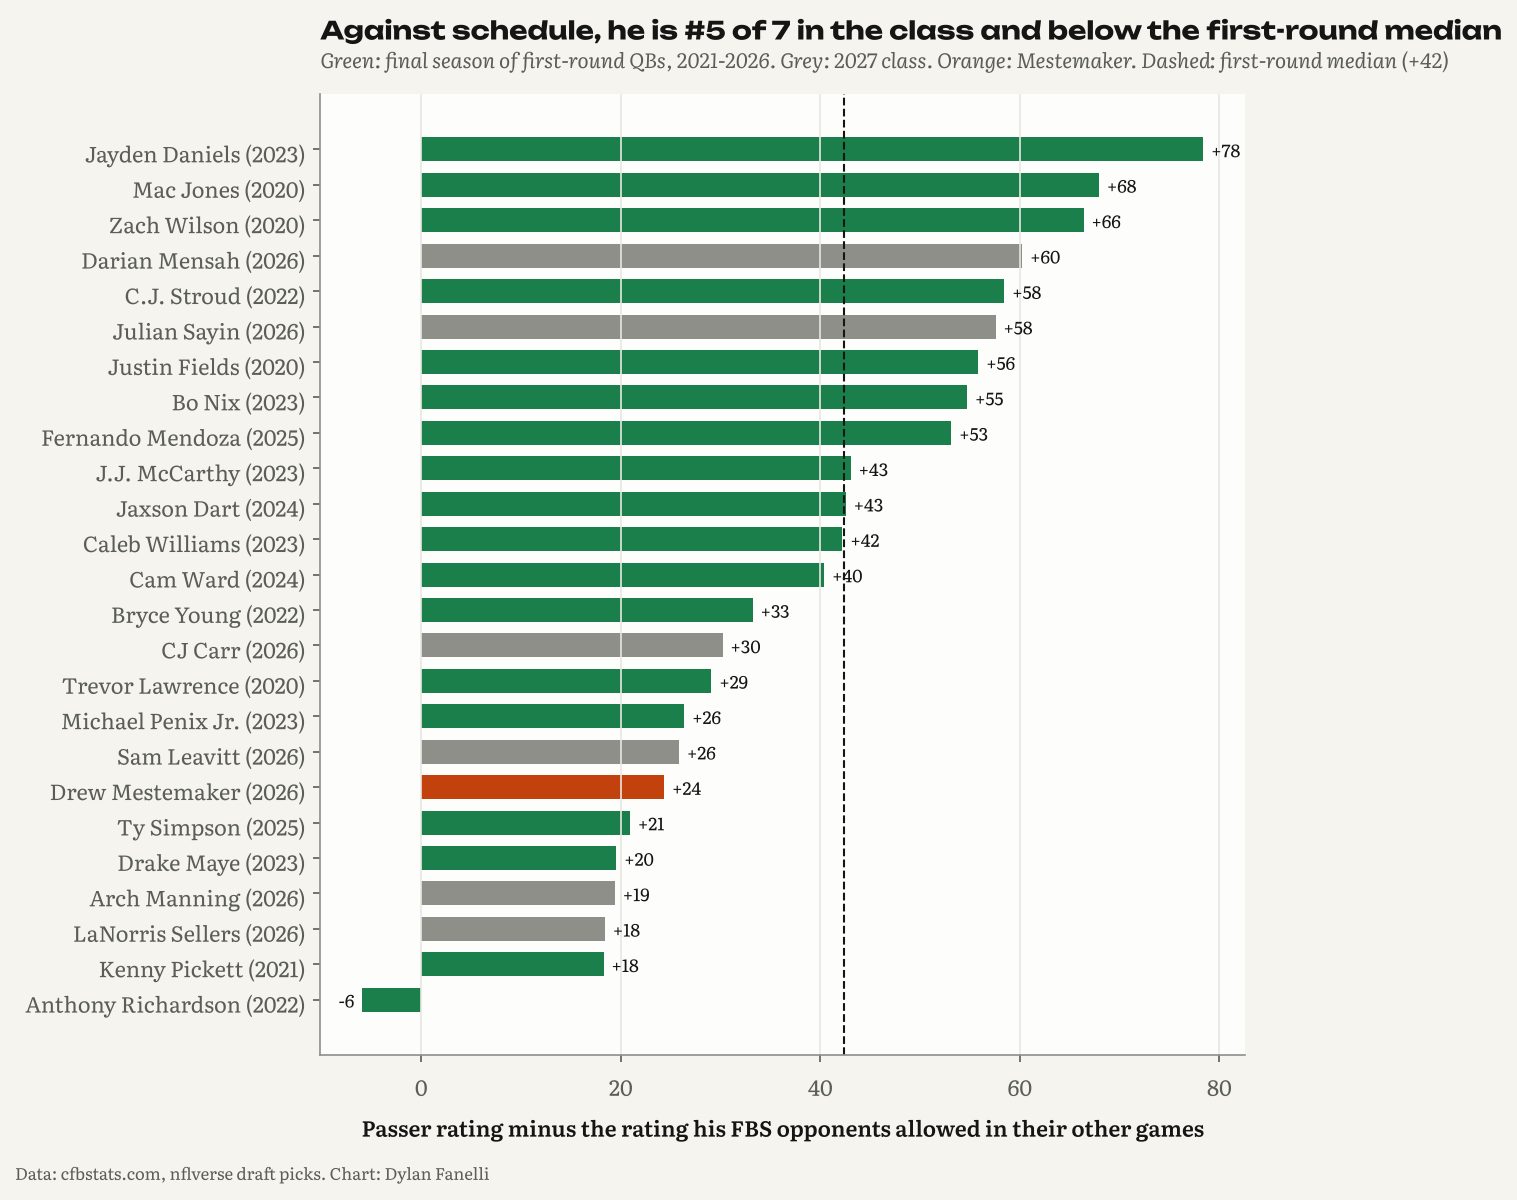 Against schedule, he is #5 of 7 in the class and below the first-round median
Green: final season of first-round QBs, 2021-2026. Grey: 2027 class. Orange: Mestemaker. Dashed: first-round median (+42)
Jayden Daniels (2023) +78
Mac Jones (2020) +68
Zach Wilson (2020) +66
Darian Mensah (2026) +60
C.J. Stroud (2022) +58
Julian Sayin (2026) +58
Justin Fields (2020) +56
Bo Nix (2023) +55
Fernando Mendoza (2025) +53
J.J. McCarthy (2023) +43
Jaxson Dart (2024) +43
Caleb Williams (2023) +42
Cam Ward (2024) +40
Bryce Young (2022) +33
CJ Carr (2026) +30
Trevor Lawrence (2020) +29
Michael Penix Jr. (2023) +26
Sam Leavitt (2026) +26
Drew Mestemaker (2026) +24
Ty Simpson (2025) +21
Drake Maye (2023) +20
Arch Manning (2026) +19
LaNorris Sellers (2026) +18
Kenny Pickett (2021) +18
Anthony Richardson (2022) -6
0 20 40 60 80
Passer rating minus the rating his FBS opponents allowed in their other games
Data: cfbstats.com, nflverse draft picks. Chart: Dylan Fanelli